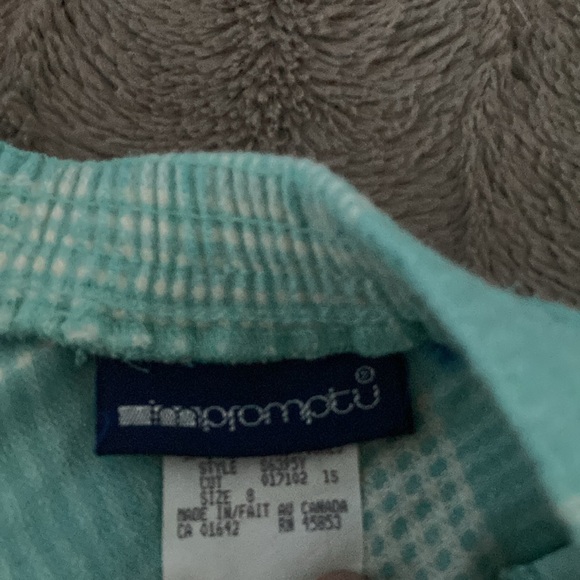 impromptu®
STYLE
CUT 017102 15
SIZE 8
MADE IN/FAIT AU CANADA
CA 01642 RN 45853